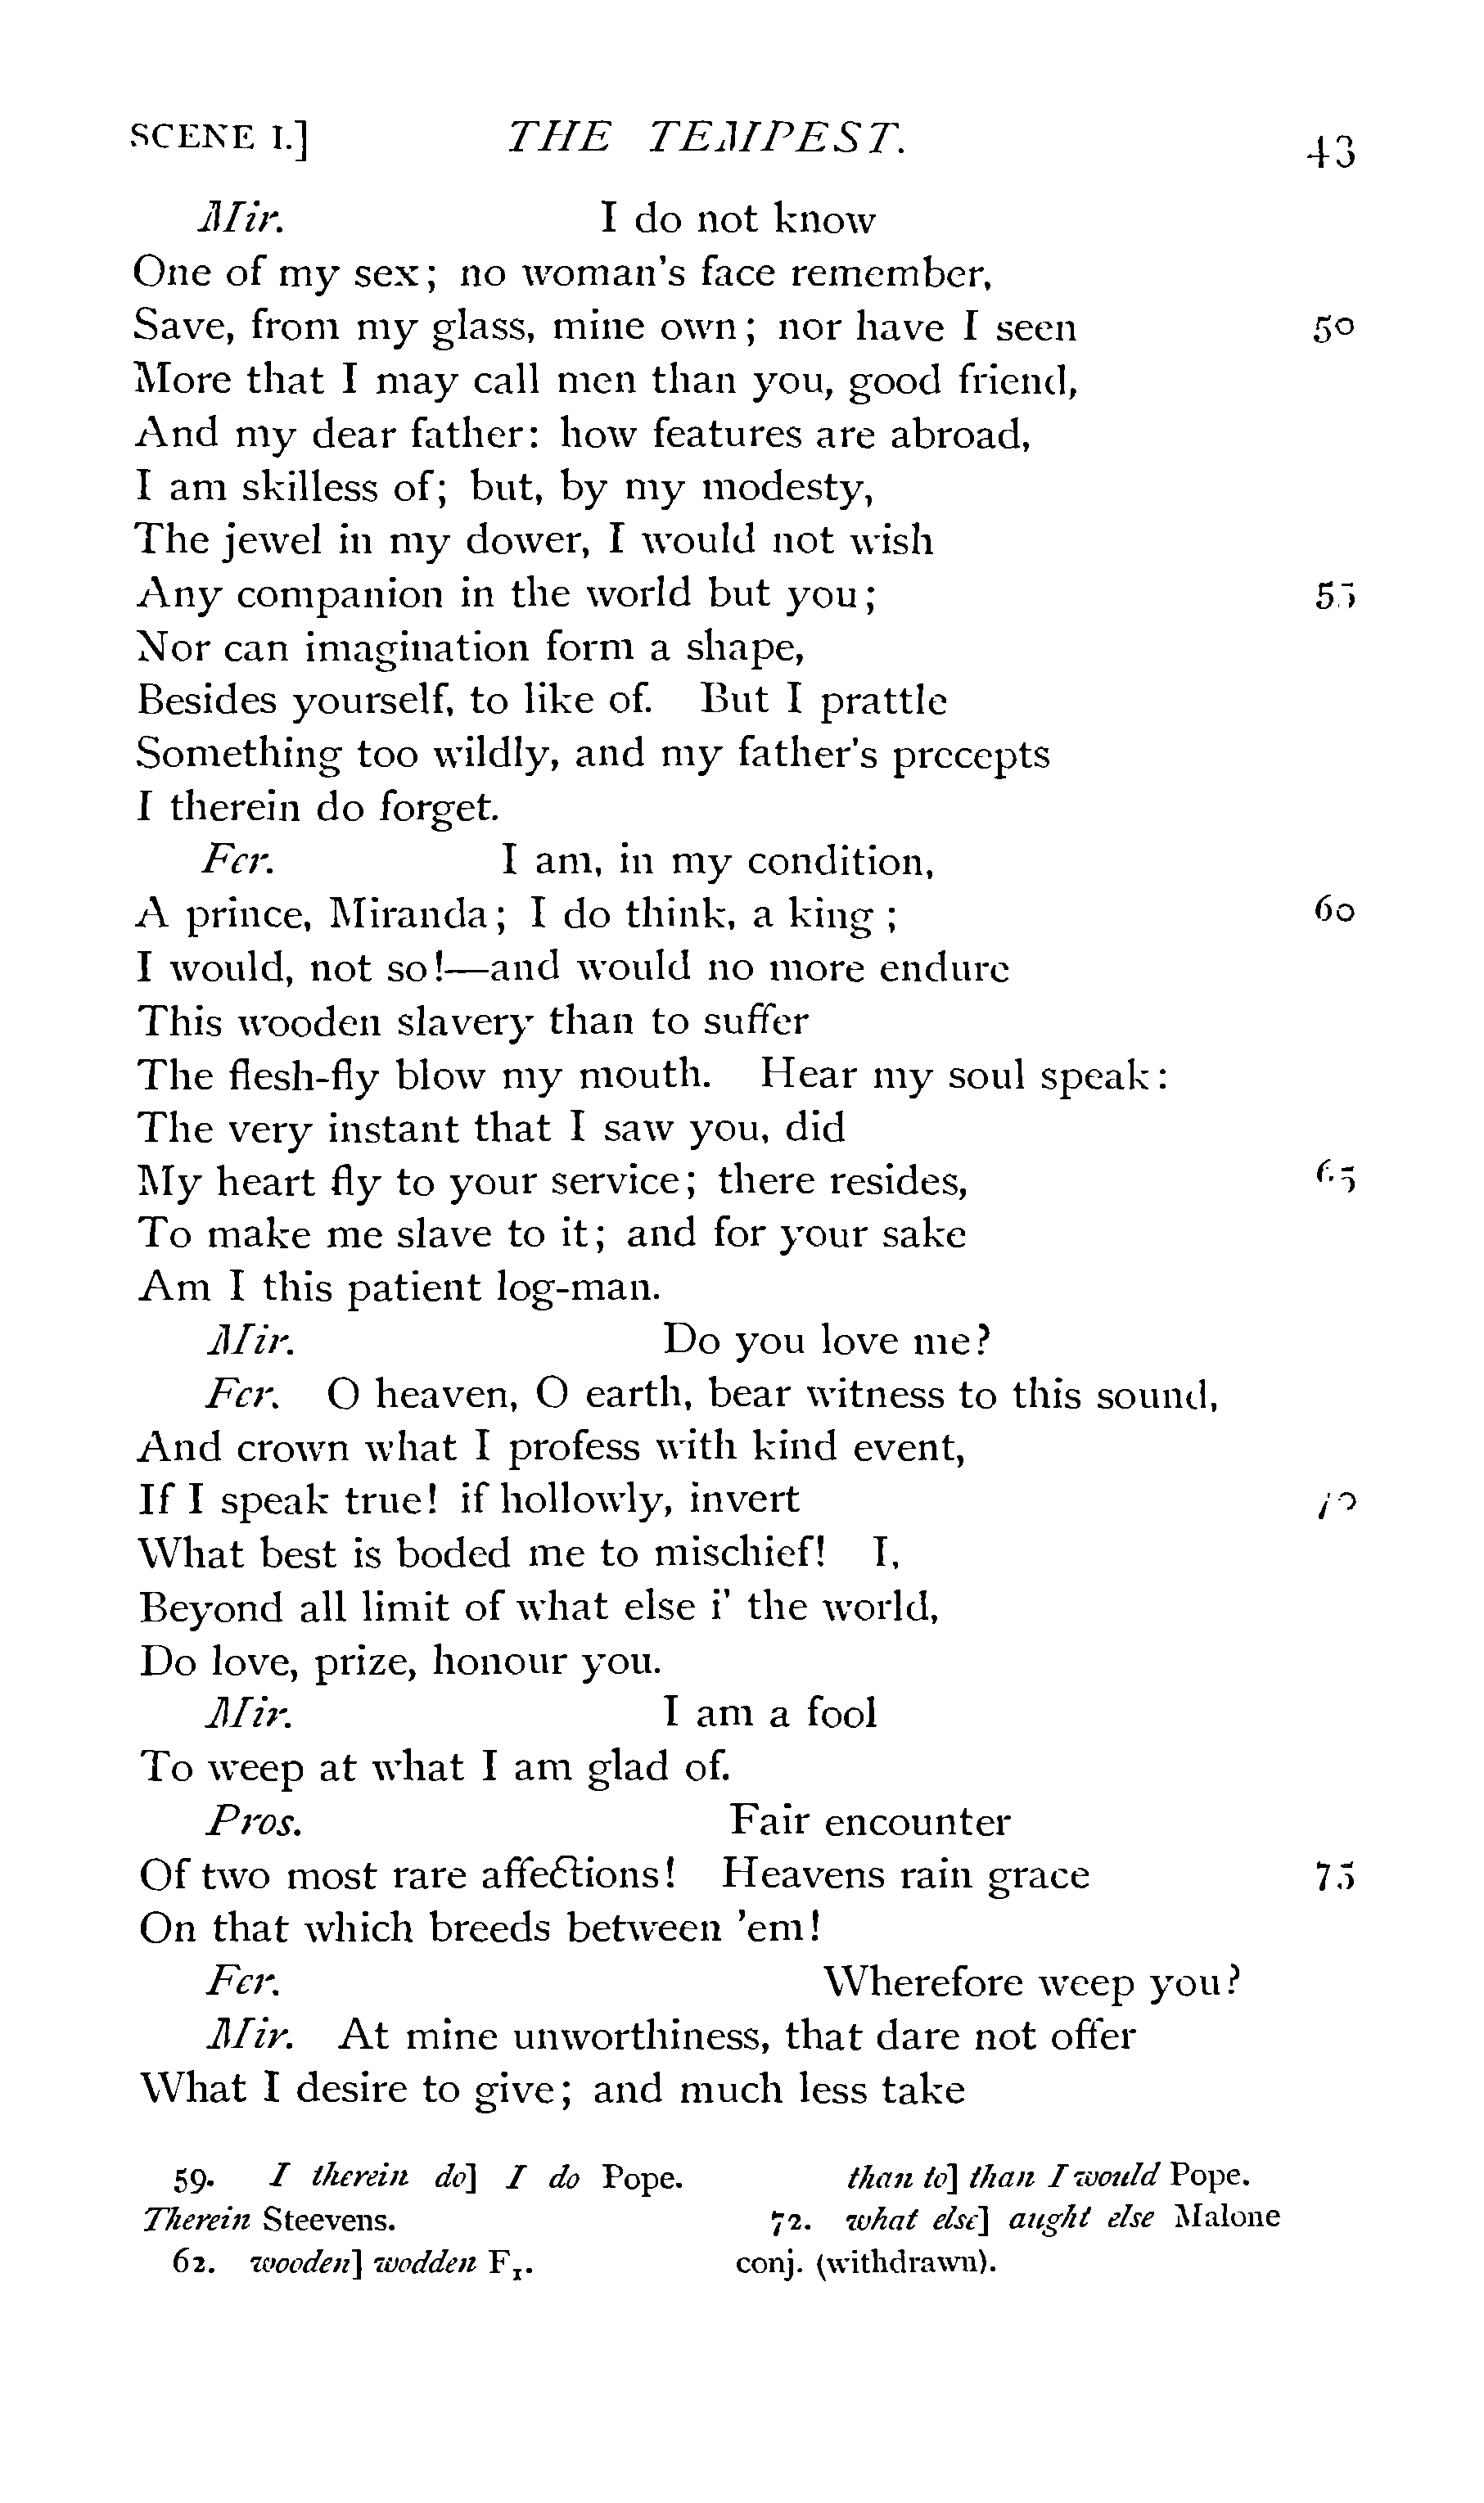 SCENE I.] THE TEMPEST. 43
Mir. I do not know
One of my sex; no woman's face remember,
Save, from my glass, mine own; nor have I seen 50
More that I may call men than you, good friend,
And my dear father: how features are abroad,
I am skilless of; but, by my modesty,
The jewel in my dower, I would not wish
Any companion in the world but you; 55
Nor can imagination form a shape,
Besides yourself, to like of. But I prattle
Something too wildly, and my father's precepts
I therein do forget.
Fer. I am, in my condition,
A prince, Miranda; I do think, a king ; 60
I would, not so!—and would no more endure
This wooden slavery than to suffer
The flesh-fly blow my mouth. Hear my soul speak:
The very instant that I saw you, did
My heart fly to your service; there resides, 65
To make me slave to it; and for your sake
Am I this patient log-man.
Mir. Do you love me?
Fer. O heaven, O earth, bear witness to this sound,
And crown what I profess with kind event,
If I speak true! if hollowly, invert 70
What best is boded me to mischief! I,
Beyond all limit of what else i' the world,
Do love, prize, honour you.
Mir. I am a fool
To weep at what I am glad of.
Pros. Fair encounter
Of two most rare affections! Heavens rain grace 75
On that which breeds between 'em!
Fer. Wherefore weep you?
Mir. At mine unworthiness, that dare not offer
What I desire to give; and much less take
59. I therein do] I do Pope.
Therein Steevens.
62. wooden] wodden F1.
than to] than I would Pope.
72. what else] aught else Malone
conj. (withdrawn).